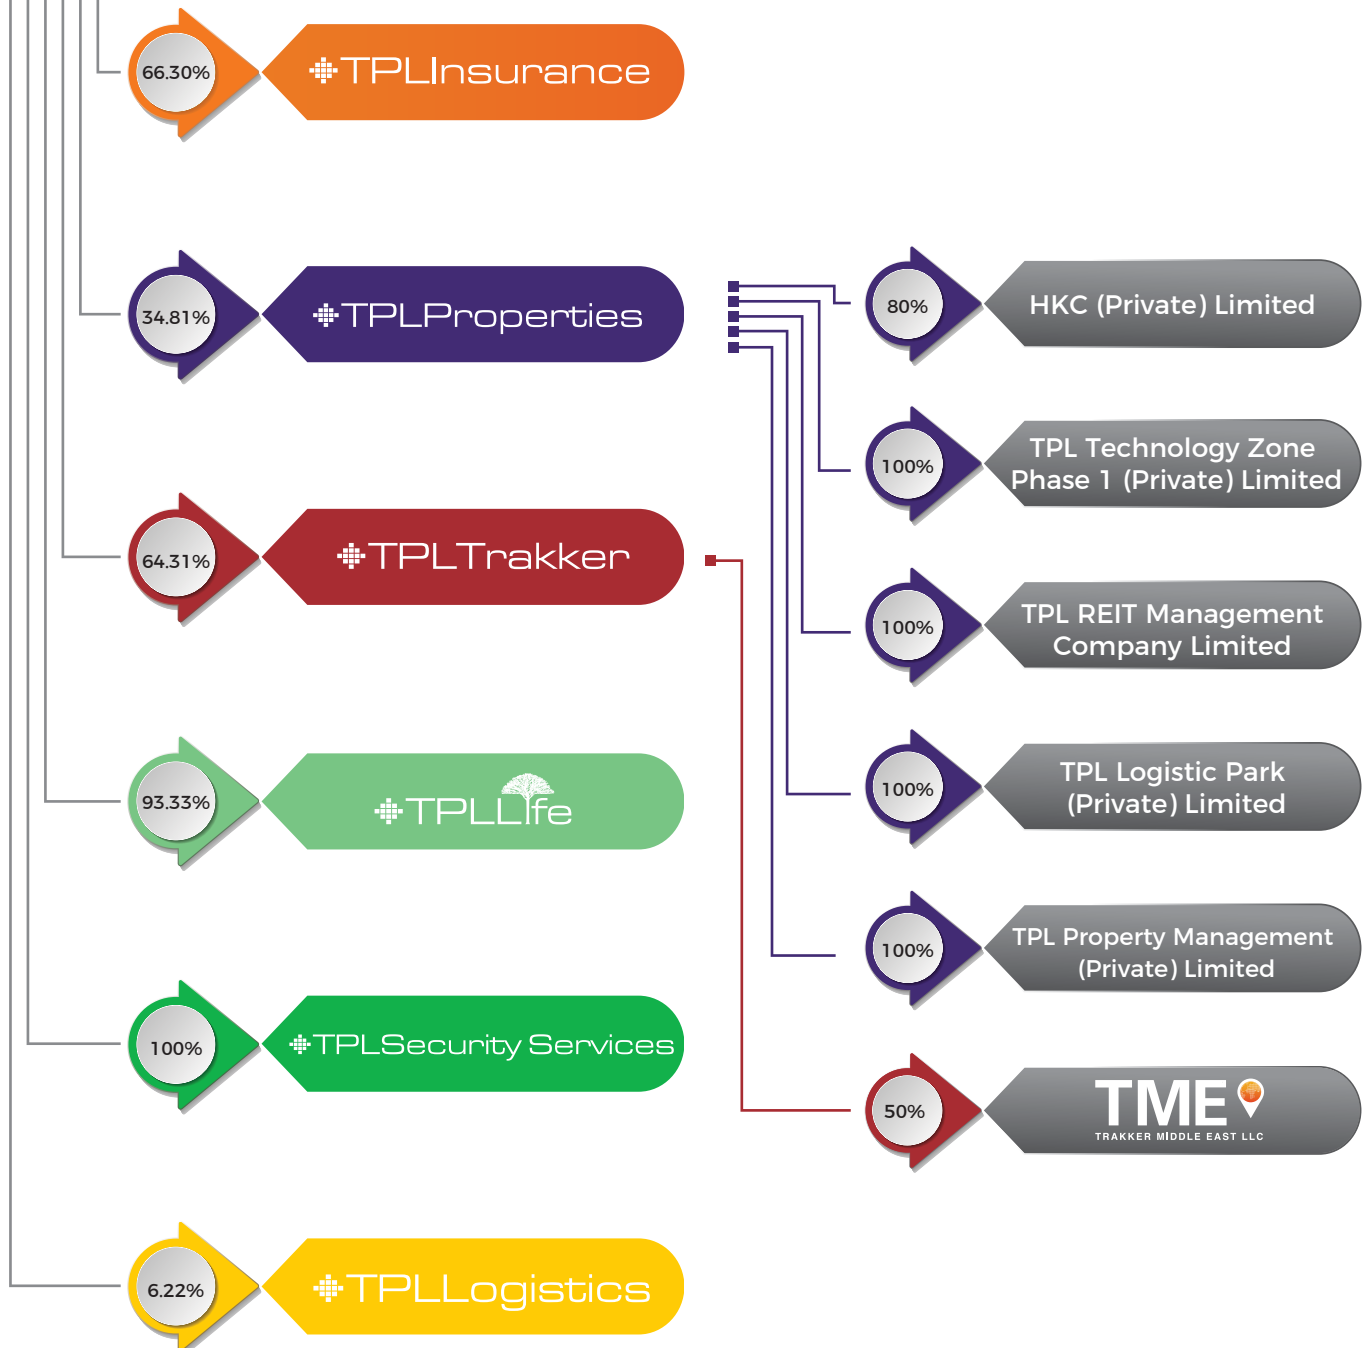 66.30%
TPLInsurance
34.81%
TPLProperties
80%
HKC (Private) Limited
100%
TPL Technology Zone
Phase 1 (Private) Limited
64.31%
TPLTrakker
100%
TPL REIT Management
Company Limited
93.33%
TPLLife
100%
TPL Logistic Park
(Private) Limited
100%
TPL Property Management
(Private) Limited
100%
TPLSecurity Services
50%
TME
TRAKKER MIDDLE EAST LLC
6.22%
TPLLogistics